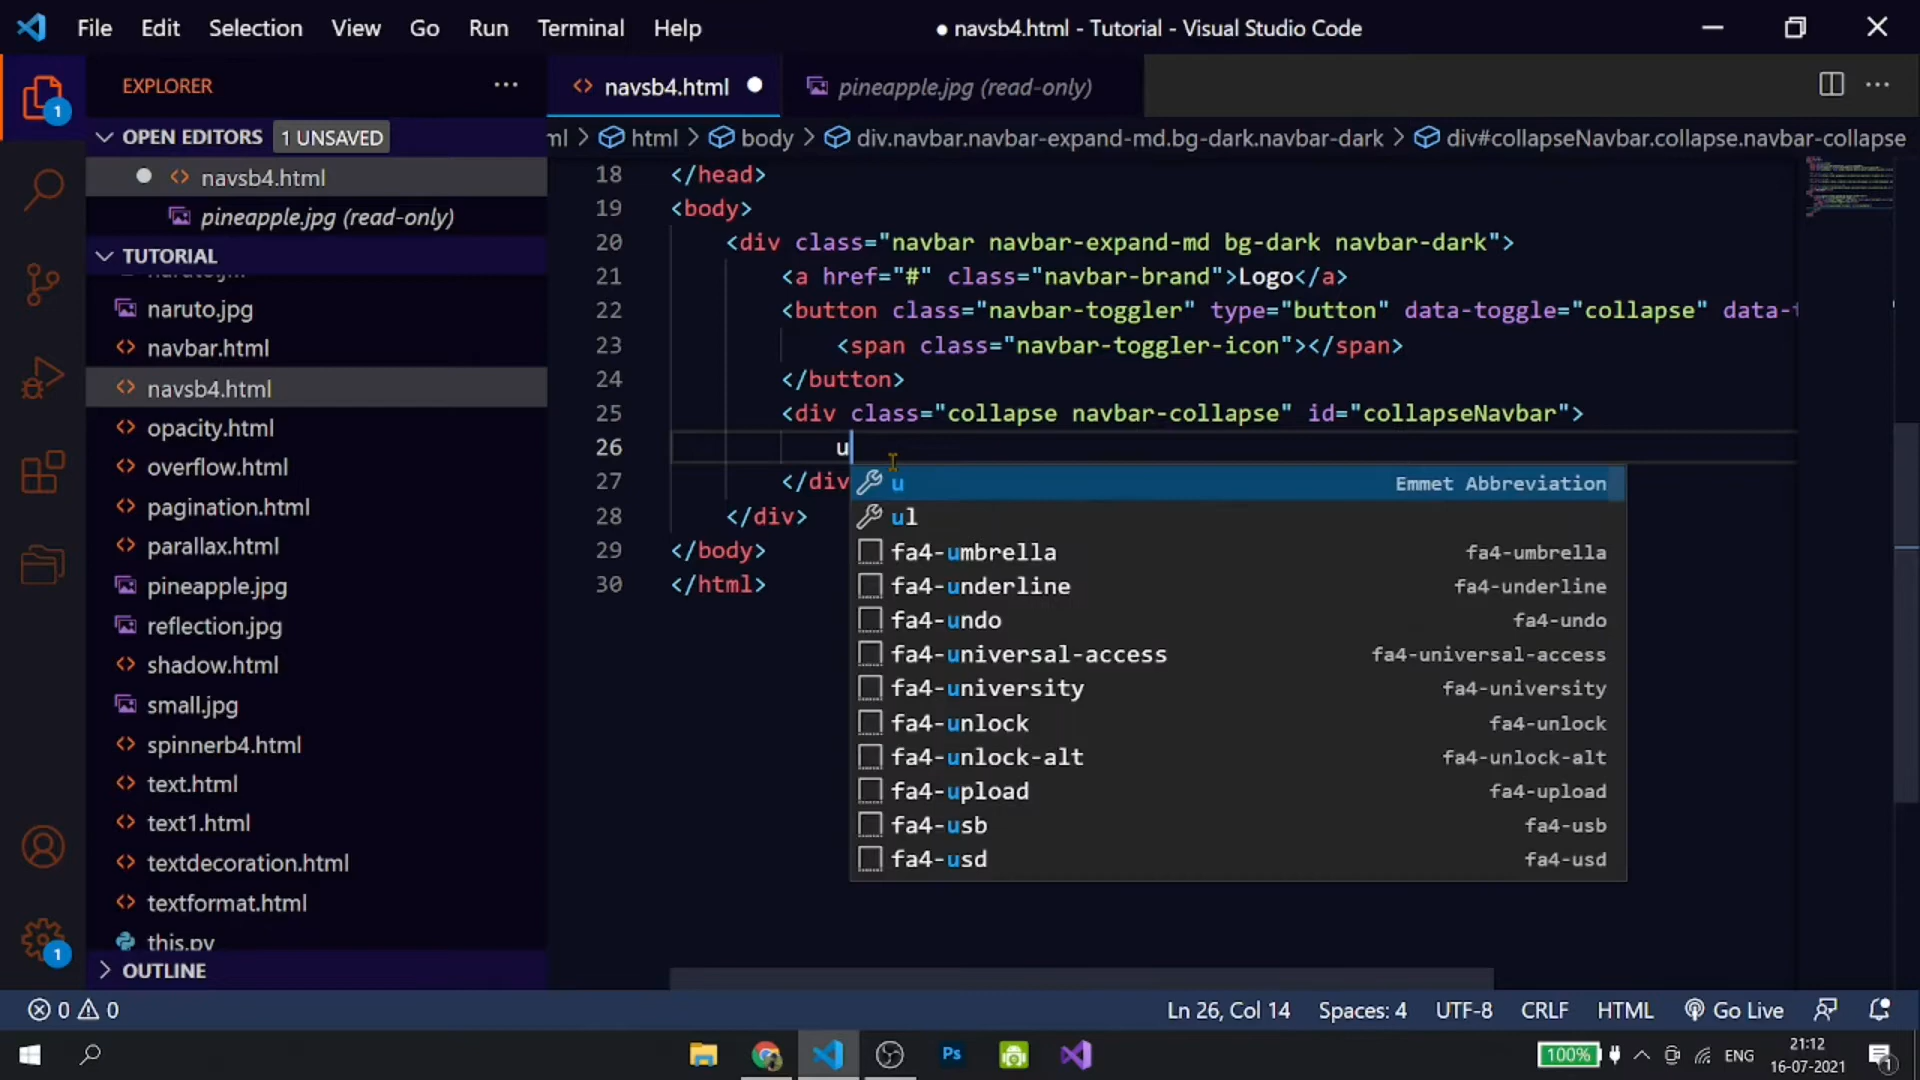 File Edit Selection View Go Run Terminal Help
● navsb4.html - Tutorial - Visual Studio Code
EXPLORER
OPEN EDITORS 1 UNSAVED
navsb4.html
pineapple.jpg (read-only)
TUTORIAL
naruto.jpg
navbar.html
navsb4.html
opacity.html
overflow.html
pagination.html
parallax.html
pineapple.jpg
reflection.jpg
shadow.html
small.jpg
spinnerb4.html
text.html
text1.html
textdecoration.html
textformat.html
this.py
OUTLINE
1
1
navsb4.html ● pineapple.jpg (read-only)
ml > html > body > div.navbar.navbar-expand-md.bg-dark.navbar-dark > div#collapseNavbar.collapse.navbar-collapse
18 </head>
19 <body>
20 <div class="navbar navbar-expand-md bg-dark navbar-dark">
21 <a href="#" class="navbar-brand">Logo</a>
22 <button class="navbar-toggler" type="button" data-toggle="collapse" data-t
23 <span class="navbar-toggler-icon"></span>
24 </button>
25 <div class="collapse navbar-collapse" id="collapseNavbar">
26 u
27 </div
28 </div>
29 </body>
30 </html>
u Emmet Abbreviation
ul
fa4-umbrella fa4-umbrella
fa4-underline fa4-underline
fa4-undo fa4-undo
fa4-universal-access fa4-universal-access
fa4-university fa4-university
fa4-unlock fa4-unlock
fa4-unlock-alt fa4-unlock-alt
fa4-upload fa4-upload
fa4-usb fa4-usb
fa4-usd fa4-usd
0 0
Ln 26, Col 14 Spaces: 4 UTF-8 CRLF HTML Go Live
Ps
100% ENG
21:12
16-07-2021
1